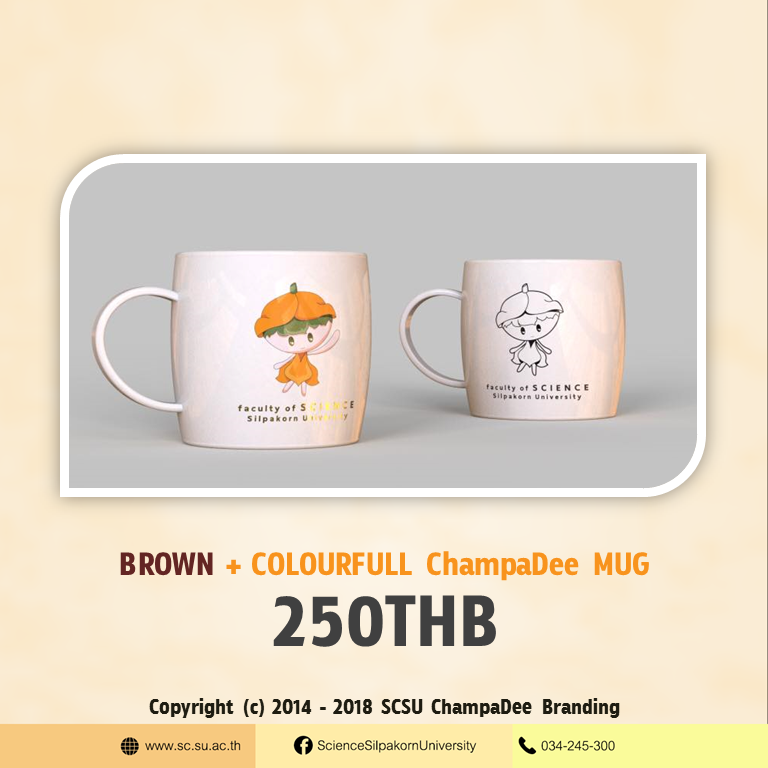 faculty of SCIENCE
Silpakorn University
faculty of SCIENCE
Silpakorn University
BROWN + COLOURFULL ChampaDee MUG
250THB
Copyright (c) 2014 - 2018 SCSU ChampaDee Branding
www.sc.su.ac.th
ScienceSilpakornUniversity
034-245-300